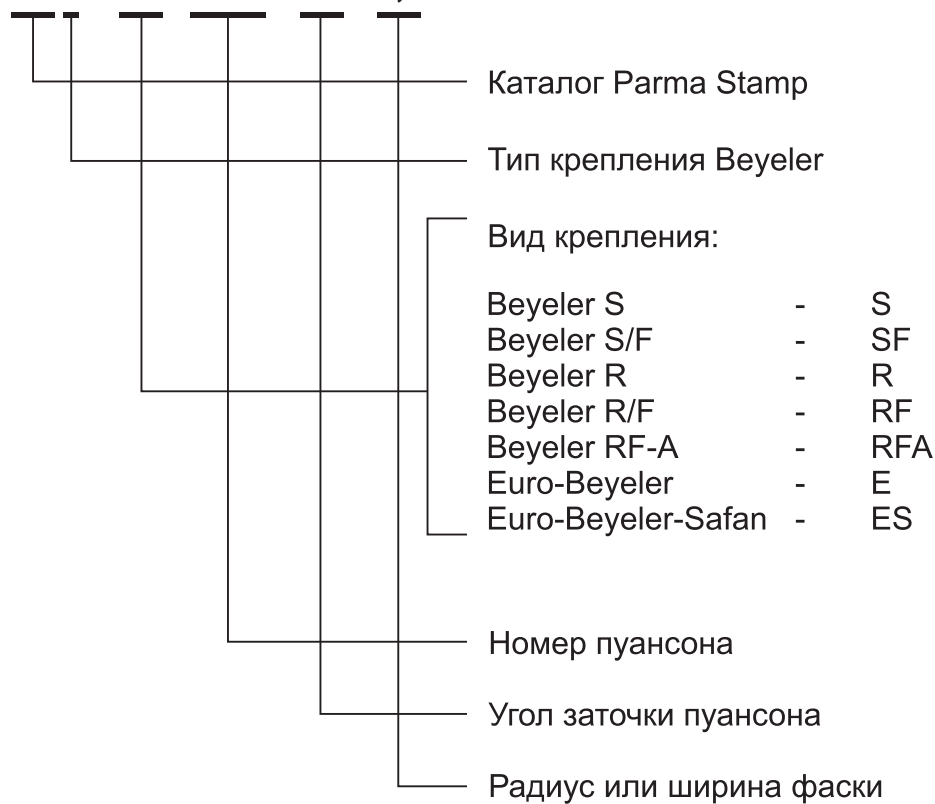 Каталог Parma Stamp
Тип крепления Beyeler
Вид крепления:
Beyeler S - S
Beyeler S/F - SF
Beyeler R - R
Beyeler R/F - RF
Beyeler RF-A - RFA
Euro-Beyeler - E
Euro-Beyeler-Safan - ES
Номер пуансона
Угол заточки пуансона
Радиус или ширина фаски